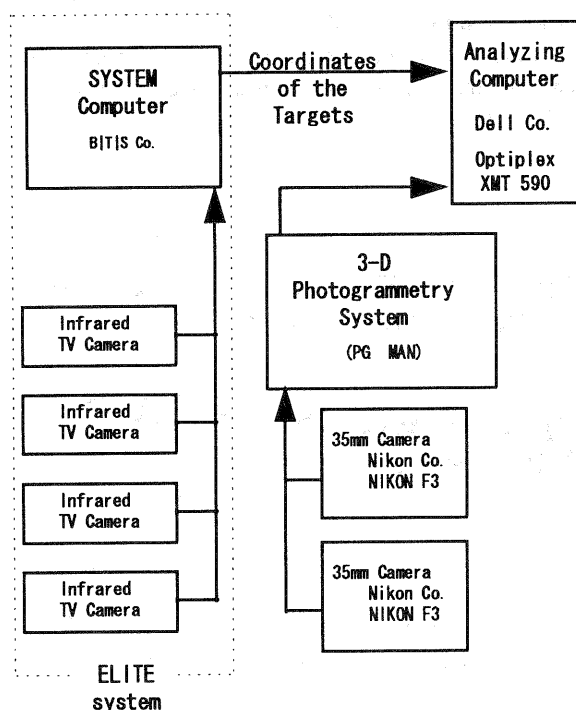 SYSTEM
Computer
B|T|S Co.
Coordinates
of the
Targets
Analyzing
Computer
Dell Co.
Optiplex
XMT 590
3-D
Photogrammetry
System
(PG MAN)
Infrared
TV Camera
Infrared
TV Camera
Infrared
TV Camera
Infrared
TV Camera
35mm Camera
Nikon Co.
NIKON F3
35mm Camera
Nikon Co.
NIKON F3
ELITE
system